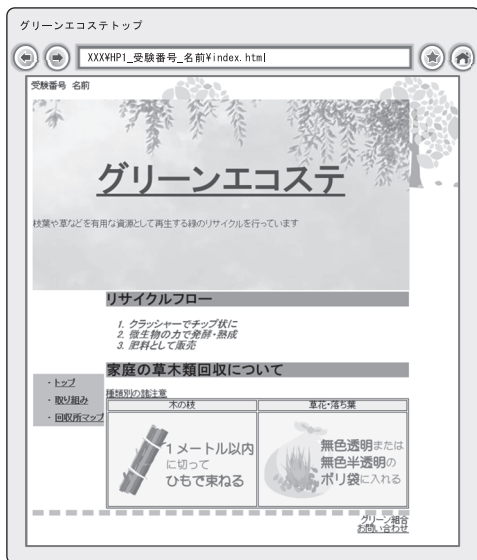 グリーンエコステトップ
XXX¥HP1_受験番号_名前¥index.html
受験番号 名前
グリーンエコステ
枝葉や草などを有用な資源として再生する緑のリサイクルを行っています
リサイクルフロー
1. クラッシャーでチップ状に
2. 微生物の力で発酵・熟成
3. 肥料として販売
家庭の草木類回収について
・トップ
・取り組み
・回収所マップ
種類別の諸注意
木の枝
草花・落ち葉
1メートル以内
に切って
ひもで束ねる
無色透明または
無色半透明の
ポリ袋に入れる
グリーン組合
お問い合わせ